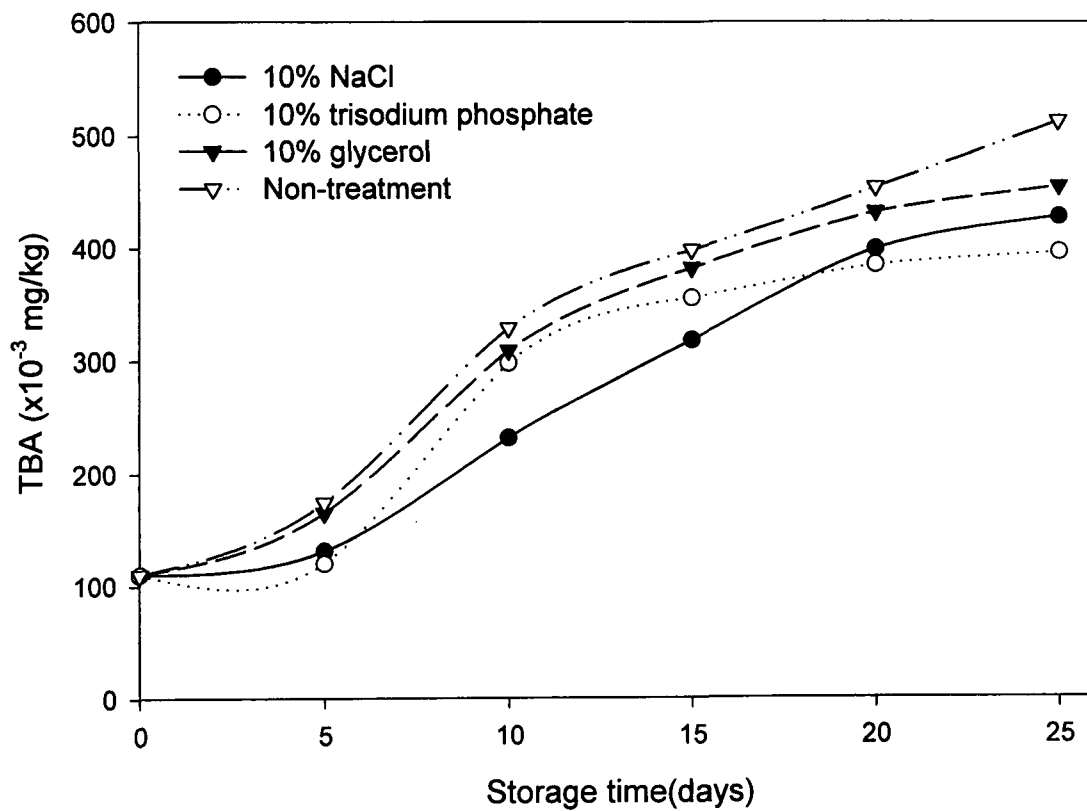 600
500
400
300
200
100
0
TBA (x10⁻³ mg/kg)
10% NaCl
10% trisodium phosphate
10% glycerol
Non-treatment
0 5 10 15 20 25
Storage time(days)